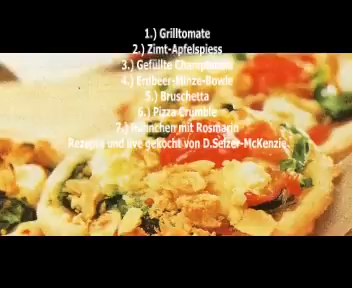 1.) Grilltomate
2.) Zimt-Apfelspiess
3.) Gefüllte Champignons
4.) Erdbeer-Minze-Bowle
5.) Bruschetta
6.) Pizza Crumble
7.) Hähnchen mit Rosmarin
Rezepte und live gekocht von D.Selzer-McKenzie.